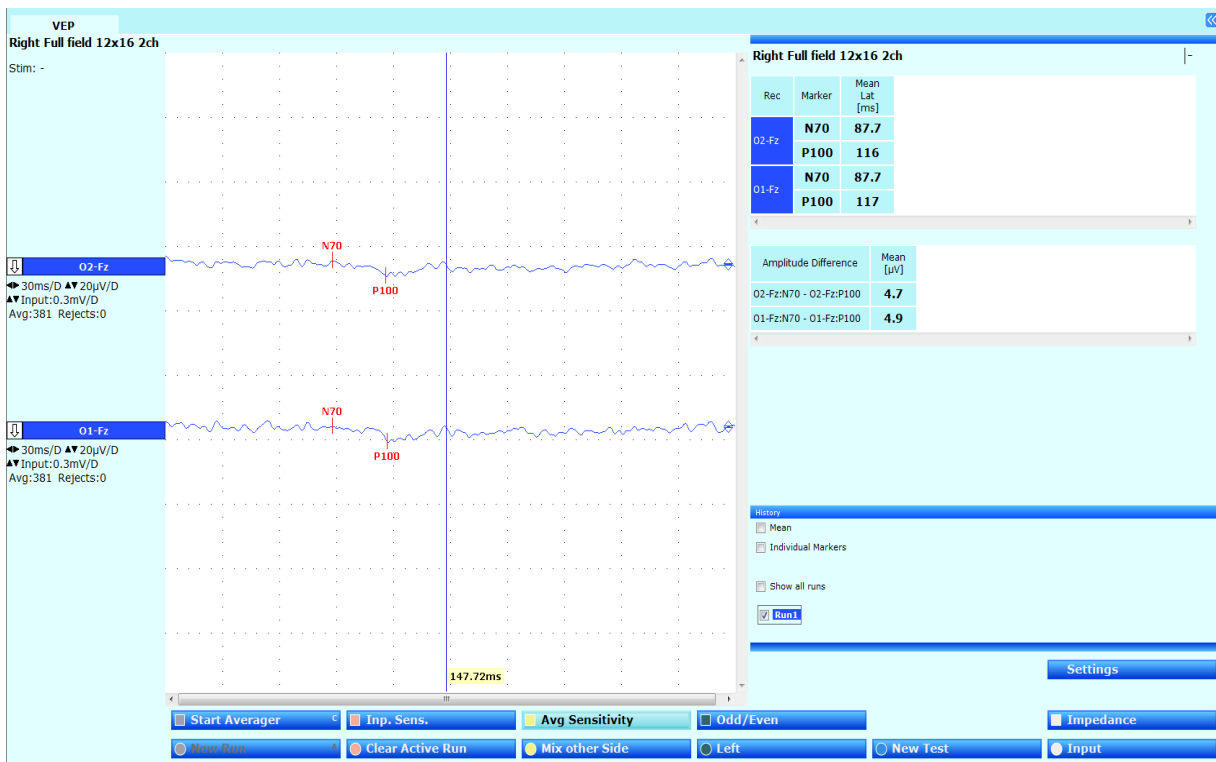 VEP
Right Full field 12x16 2ch
Stim: -
N70
P100
O2-Fz
30ms/D 20µV/D
Input:0.3mV/D
Avg:381 Rejects:0
N70
P100
O1-Fz
30ms/D 20µV/D
Input:0.3mV/D
Avg:381 Rejects:0
147.72ms
Right Full field 12x16 2ch
-
Rec Marker Mean Lat [ms]
O2-Fz N70 87.7
P100 116
O1-Fz N70 87.7
P100 117
Amplitude Difference Mean [µV]
O2-Fz:N70 - O2-Fz:P100 4.7
O1-Fz:N70 - O1-Fz:P100 4.9
History
Mean
Individual Markers
Show all runs
Run1
Settings
Start Averager C Inp. Sens. Avg Sensitivity Odd/Even Impedance
New Run A Clear Active Run Mix other Side Left New Test Input